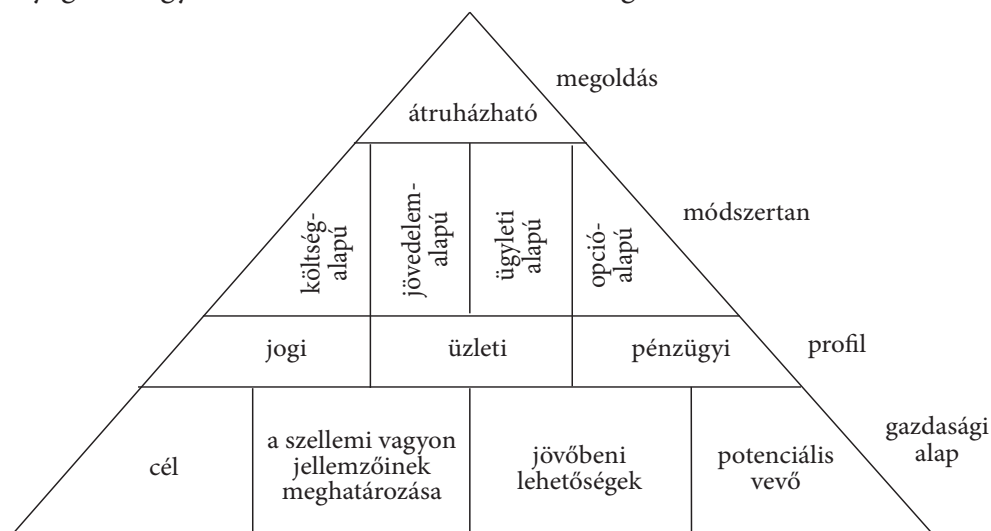 megoldás
átruházható
módszertan
költség-
alapú
jövedelem-
alapú
ügyleti
alapú
opció-
alapú
jogi
üzleti
pénzügyi
profil
gazdasági
alap
cél
a szellemi vagyon
jellemzőinek
meghatározása
jövőbeni
lehetőségek
potenciális
vevő